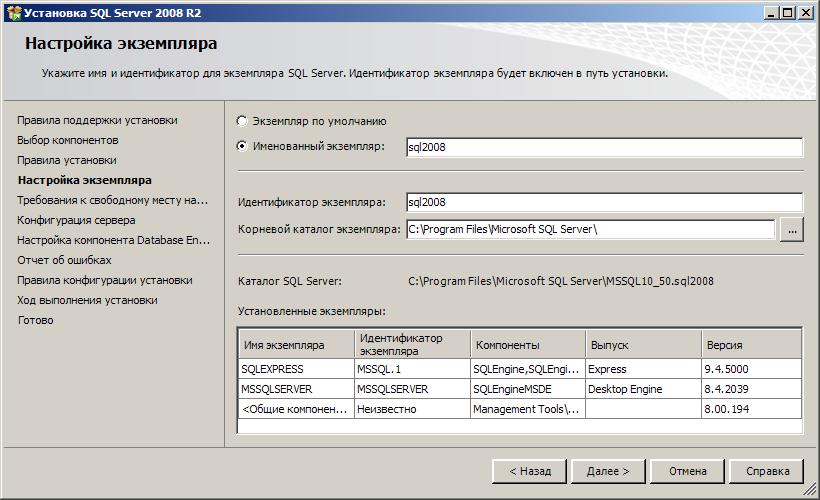 Установка SQL Server 2008 R2
Настройка экземпляра
Укажите имя и идентификатор для экземпляра SQL Server. Идентификатор экземпляра будет включен в путь установки.
Правила поддержки установки
Выбор компонентов
Правила установки
Настройка экземпляра
Требования к свободному месту на...
Конфигурация сервера
Настройка компонента Database En...
Отчет об ошибках
Правила конфигурации установки
Ход выполнения установки
Готово
Экземпляр по умолчанию
Именованный экземпляр: sql2008
Идентификатор экземпляра: sql2008
Корневой каталог экземпляра: C:\Program Files\Microsoft SQL Server\ ...
Каталог SQL Server: C:\Program Files\Microsoft SQL Server\MSSQL10_50.sql2008
Установленные экземпляры:
Имя экземпляра Идентификатор экземпляра Компоненты Выпуск Версия
SQLEXPRESS MSSQL.1 SQLEngine,SQLEngi... Express 9.4.5000
MSSQLSERVER MSSQLSERVER SQLEngineMSDE Desktop Engine 8.4.2039
<Общие компонен... Неизвестно Management Tools\... 8.00.194
< Назад Далее > Отмена Справка